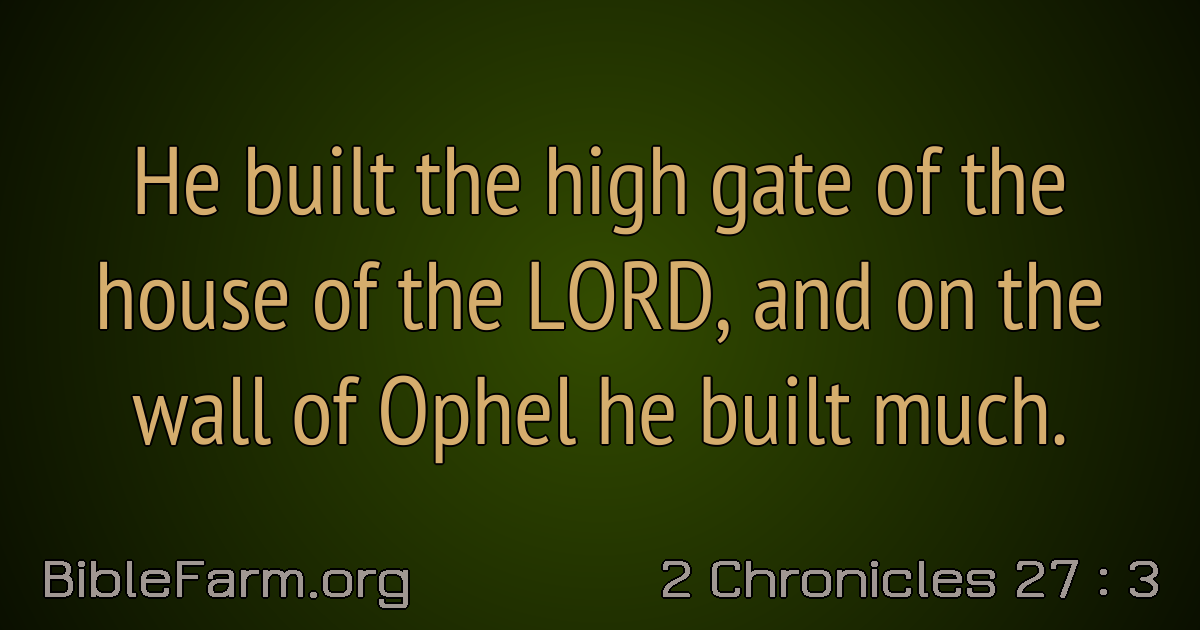 He built the high gate of the
house of the LORD, and on the
wall of Ophel he built much.
BibleFarm.org
2 Chronicles 27 : 3